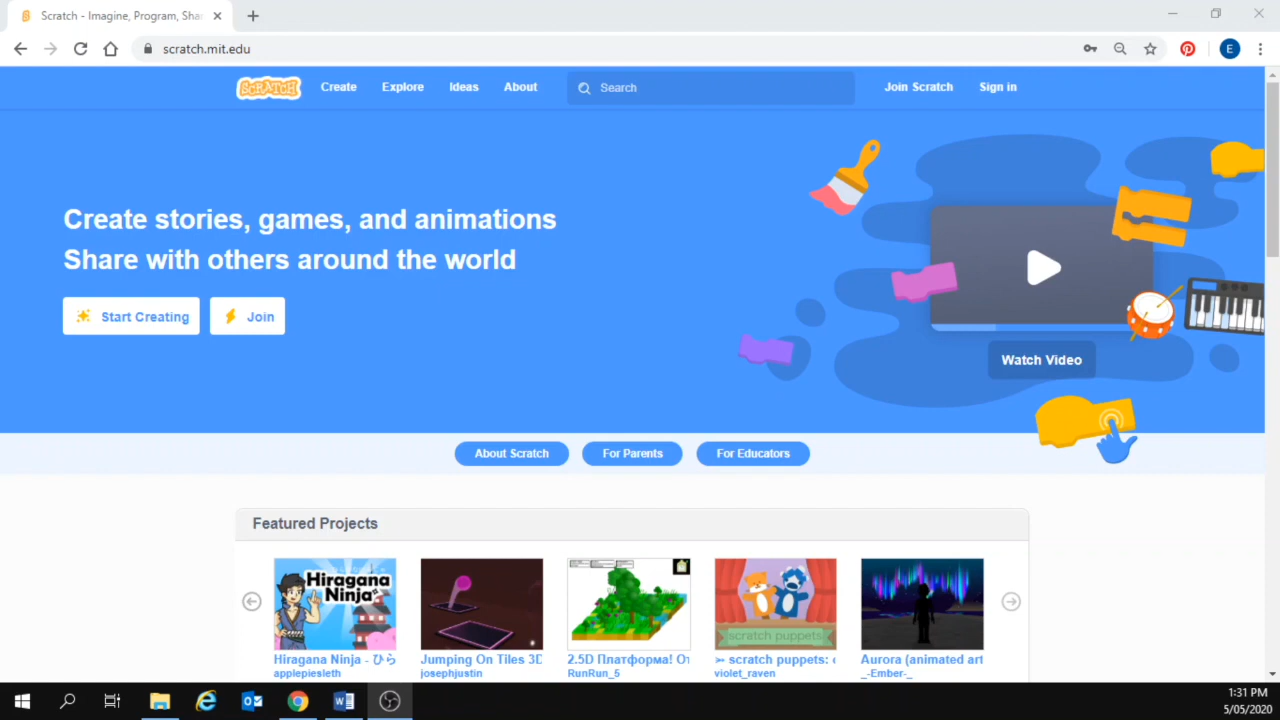 Scratch - Imagine, Program, Sha
scratch.mit.edu
E
SCRATCH
Create
Explore
Ideas
About
Search
Join Scratch
Sign in
Create stories, games, and animations
Share with others around the world
Start Creating
Join
Watch Video
About Scratch
For Parents
For Educators
Featured Projects
Hiragana
Ninja
scratch puppets
Hiragana Ninja - ひら
Jumping On Tiles 3D
2.5D Платформа! От
➳ scratch puppets: c
Aurora (animated art
applepiesleth
josephjustin
RunRun_5
violet_raven
_-Ember-_
1:31 PM
5/05/2020